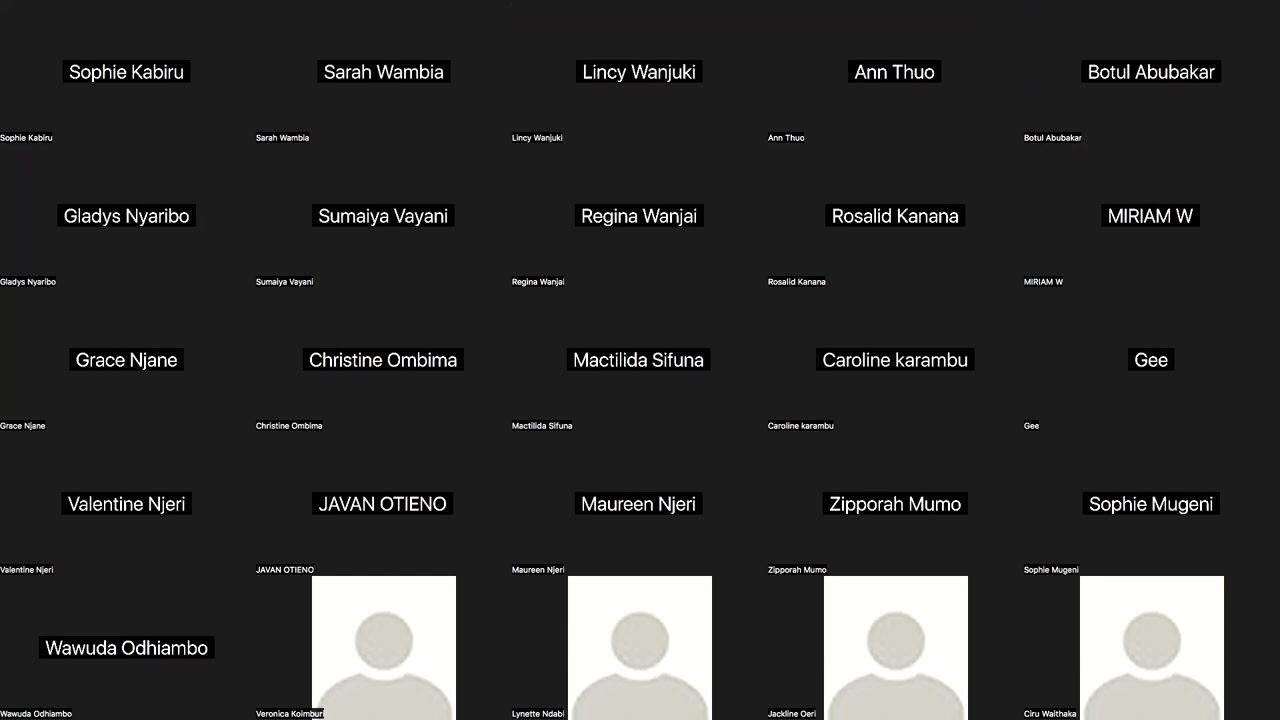 Sophie Kabiru
Sarah Wambia
Lincy Wanjuki
Ann Thuo
Botul Abubakar
Sophie Kabiru
Sarah Wambia
Lincy Wanjuki
Ann Thuo
Botul Abubakar
Gladys Nyaribo
Sumaiya Vayani
Regina Wanjai
Rosalid Kanana
MIRIAM W
Gladys Nyaribo
Sumaiya Vayani
Regina Wanjai
Rosalid Kanana
MIRIAM W
Grace Njane
Christine Ombima
Mactilida Sifuna
Caroline karambu
Gee
Grace Njane
Christine Ombima
Mactilida Sifuna
Caroline karambu
Gee
Valentine Njeri
JAVAN OTIENO
Maureen Njeri
Zipporah Mumo
Sophie Mugeni
Valentine Njeri
JAVAN OTIENO
Maureen Njeri
Zipporah Mumo
Sophie Mugeni
Wawuda Odhiambo
Wawuda Odhiambo
Veronica Koimburi
Lynette Ndabi
Jackline Oeri
Ciru Waithaka